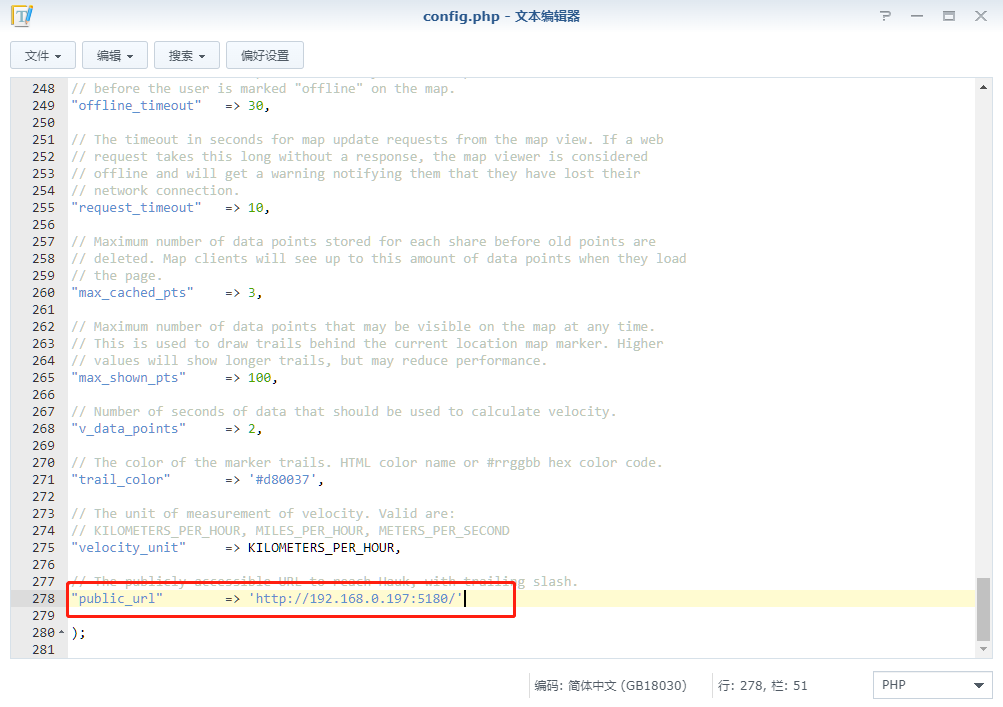 config.php - 文本编辑器
文件 编辑 搜索 偏好设置
248 // before the user is marked "offline" on the map.
249 "offline_timeout" => 30,
250
251 // The timeout in seconds for map update requests from the map view. If a web
252 // request takes this long without a response, the map viewer is considered
253 // offline and will get a warning notifying them that they have lost their
254 // network connection.
255 "request_timeout" => 10,
256
257 // Maximum number of data points stored for each share before old points are
258 // deleted. Map clients will see up to this amount of data points when they load
259 // the page.
260 "max_cached_pts" => 3,
261
262 // Maximum number of data points that may be visible on the map at any time.
263 // This is used to draw trails behind the current location map marker. Higher
264 // values will show longer trails, but may reduce performance.
265 "max_shown_pts" => 100,
266
267 // Number of seconds of data that should be used to calculate velocity.
268 "v_data_points" => 2,
269
270 // The color of the marker trails. HTML color name or #rrggbb hex color code.
271 "trail_color" => '#d80037',
272
273 // The unit of measurement of velocity. Valid are:
274 // KILOMETERS_PER_HOUR, MILES_PER_HOUR, METERS_PER_SECOND
275 "velocity_unit" => KILOMETERS_PER_HOUR,
276
277 // The publicly accessible URL to reach Hauk, with trailing slash.
278 "public_url" => 'http://192.168.0.197:5180/'
279
280 );
281
编码: 简体中文 (GB18030) 行: 278, 栏: 51 PHP